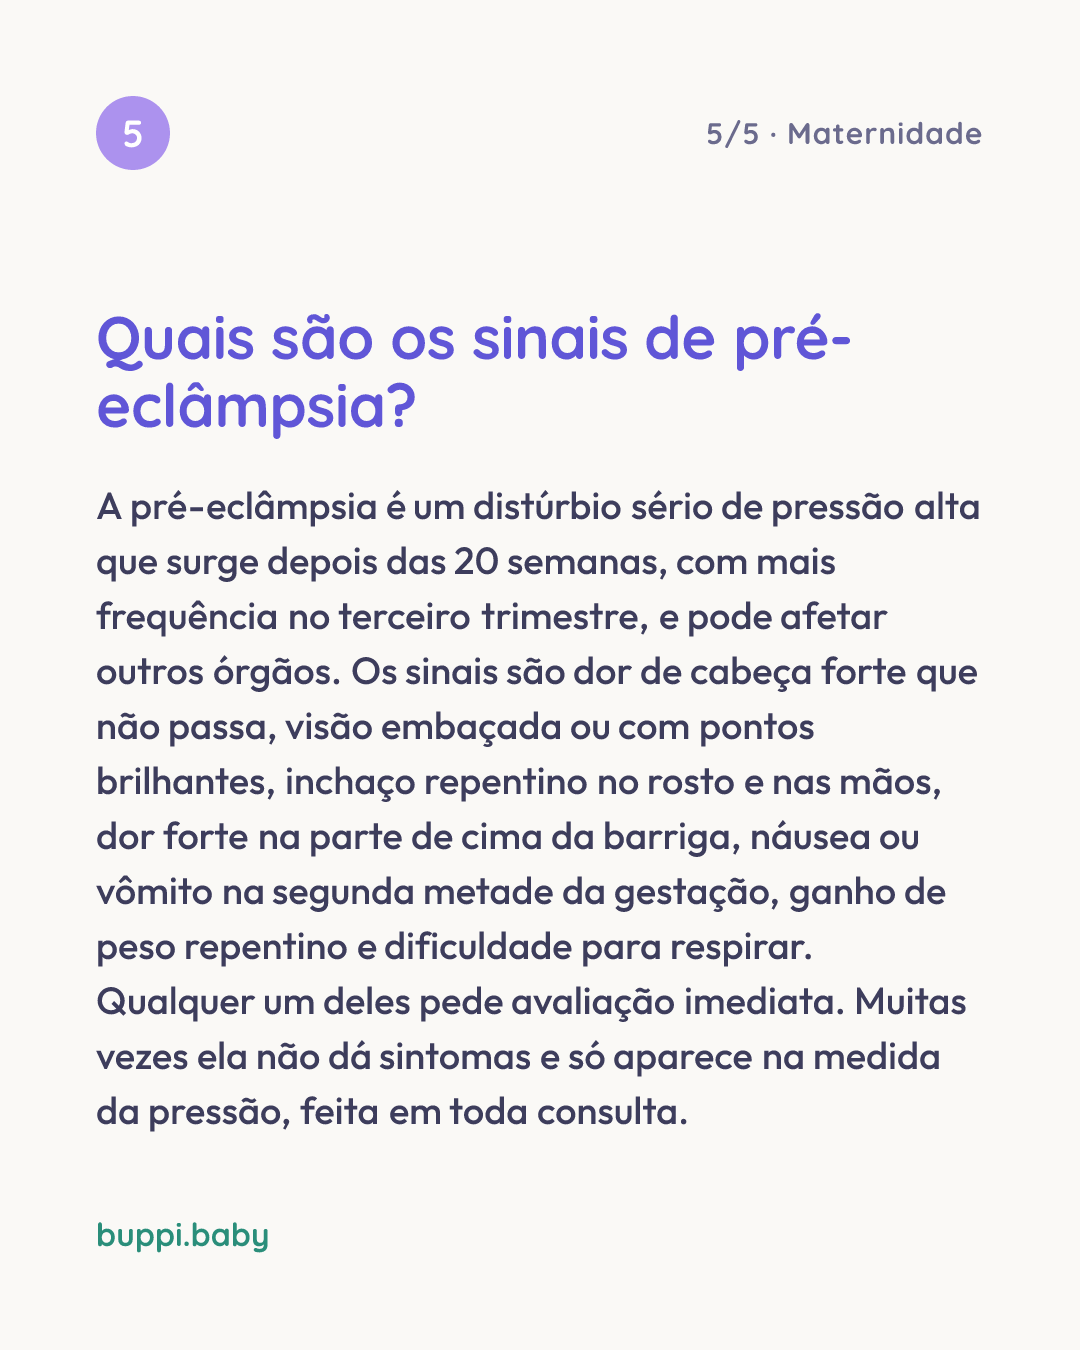 5
5/5 · Maternidade
Quais são os sinais de pré-
eclâmpsia?
A pré-eclâmpsia é um distúrbio sério de pressão alta
que surge depois das 20 semanas, com mais
frequência no terceiro trimestre, e pode afetar
outros órgãos. Os sinais são dor de cabeça forte que
não passa, visão embaçada ou com pontos
brilhantes, inchaço repentino no rosto e nas mãos,
dor forte na parte de cima da barriga, náusea ou
vômito na segunda metade da gestação, ganho de
peso repentino e dificuldade para respirar.
Qualquer um deles pede avaliação imediata. Muitas
vezes ela não dá sintomas e só aparece na medida
da pressão, feita em toda consulta.
buppi.baby